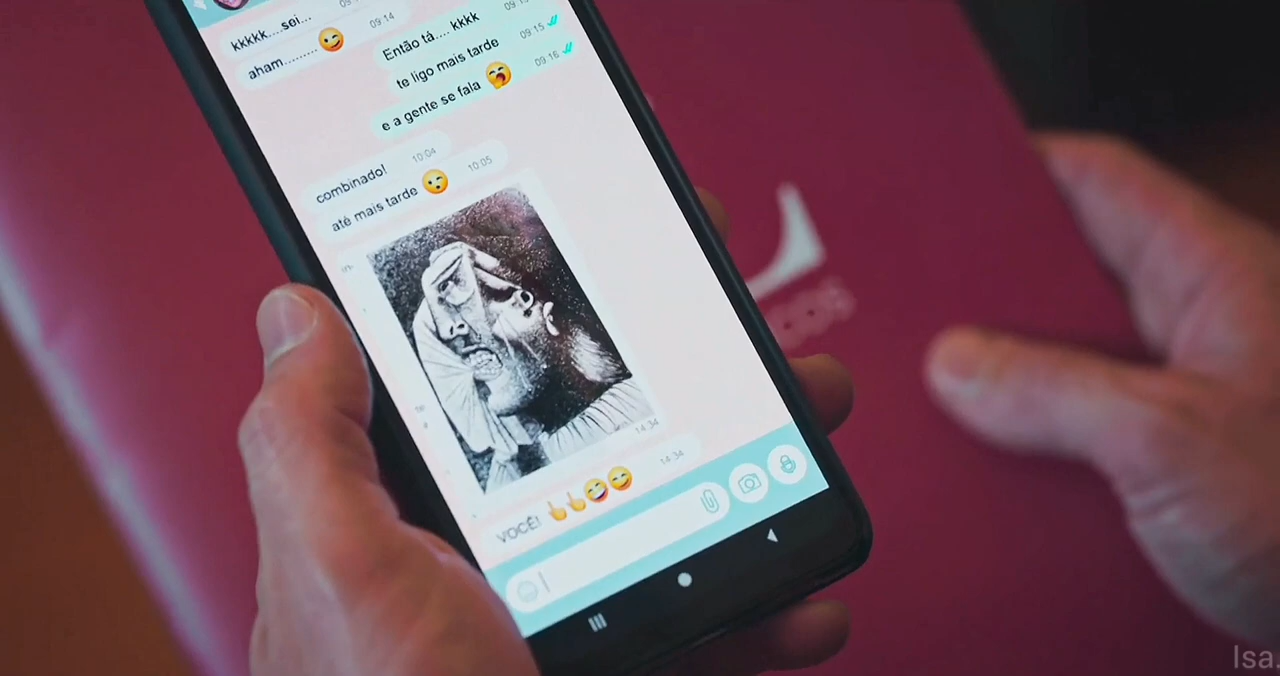 kkkkk....sei...
aham......... 09:14
Então tá.... kkkk
te ligo mais tarde 09:15
e a gente se fala 09:16
combinado! 10:04
até mais tarde 10:05
14:34
VOCÊ! 14:34
Isa.